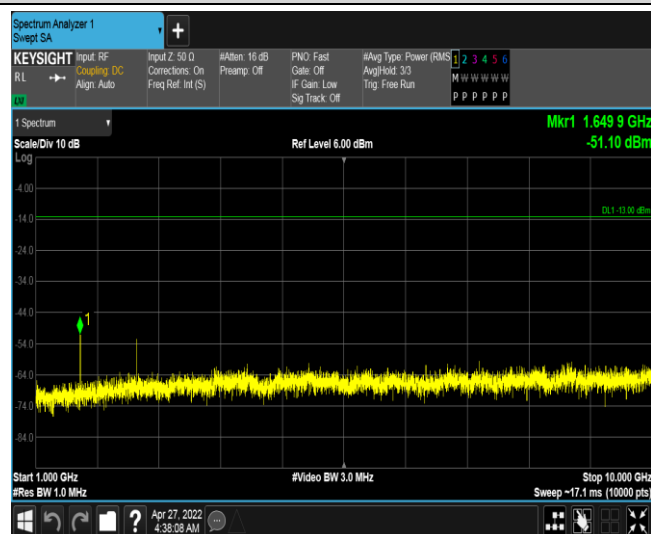 Spectrum Analyzer 1
Swept SA
+
KEYSIGHT
RL
Input: RF
Coupling: DC
Align: Auto
Input Z: 50 Ω
Corrections: On
Freq Ref: Int (S)
#Atten: 16 dB
Preamp: Off
PNO: Fast
Gate: Off
IF Gain: Low
Sig Track: Off
#Avg Type: Power (RMS
Avg|Hold: 3/3
Trig: Free Run
1 2 3 4 5 6
M W W W W W
P P P P P P
1 Spectrum
Scale/Div 10 dB
Log
Ref Level 6.00 dBm
Mkr1 1.649 9 GHz
-51.10 dBm
-4.00
-14.0
DL1 -13.00 dBm
-24.0
-34.0
-44.0
1
-54.0
-64.0
-74.0
-84.0
Start 1.000 GHz
#Res BW 1.0 MHz
#Video BW 3.0 MHz
Stop 10.000 GHz
Sweep ~17.1 ms (10000 pts)
?
Apr 27, 2022
4:38:08 AM